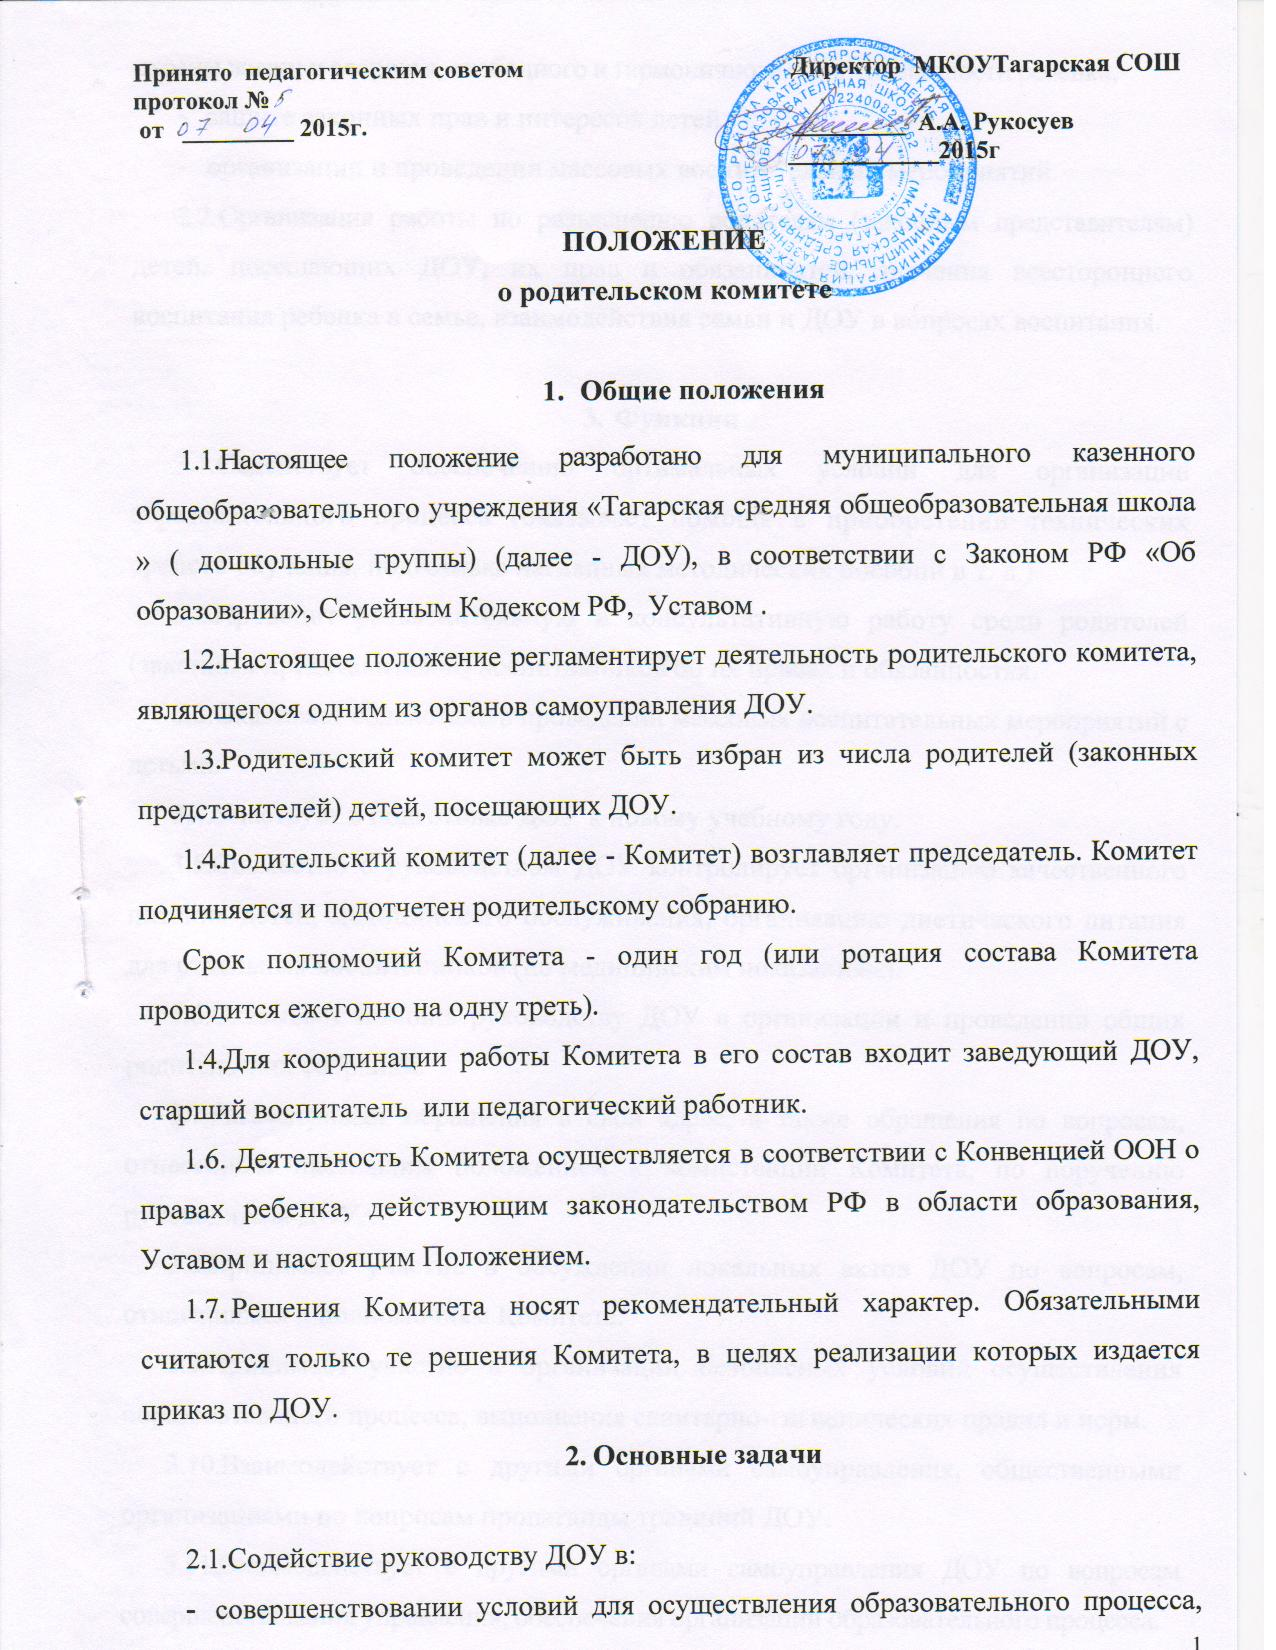 Принято педагогическим советом
протокол № 5
от 07 04 2015г.
Директор МКОУТагарская СОШ
А.А. Рукосуев
07 04 2015г
ПОЛОЖЕНИЕ
о родительском комитете
1. Общие положения
1.1.Настоящее положение разработано для муниципального казенного
общеобразовательного учреждения «Тагарская средняя общеобразовательная школа
» ( дошкольные группы) (далее - ДОУ), в соответствии с Законом РФ «Об
образовании», Семейным Кодексом РФ, Уставом .
1.2.Настоящее положение регламентирует деятельность родительского комитета,
являющегося одним из органов самоуправления ДОУ.
1.3.Родительский комитет может быть избран из числа родителей (законных
представителей) детей, посещающих ДОУ.
1.4.Родительский комитет (далее - Комитет) возглавляет председатель. Комитет
подчиняется и подотчетен родительскому собранию.
Срок полномочий Комитета - один год (или ротация состава Комитета
проводится ежегодно на одну треть).
1.4.Для координации работы Комитета в его состав входит заведующий ДОУ,
старший воспитатель или педагогический работник.
1.6. Деятельность Комитета осуществляется в соответствии с Конвенцией ООН о
правах ребенка, действующим законодательством РФ в области образования,
Уставом и настоящим Положением.
1.7. Решения Комитета носят рекомендательный характер. Обязательными
считаются только те решения Комитета, в целях реализации которых издается
приказ по ДОУ.
2. Основные задачи
2.1.Содействие руководству ДОУ в:
- совершенствовании условий для осуществления образовательного процесса,
1